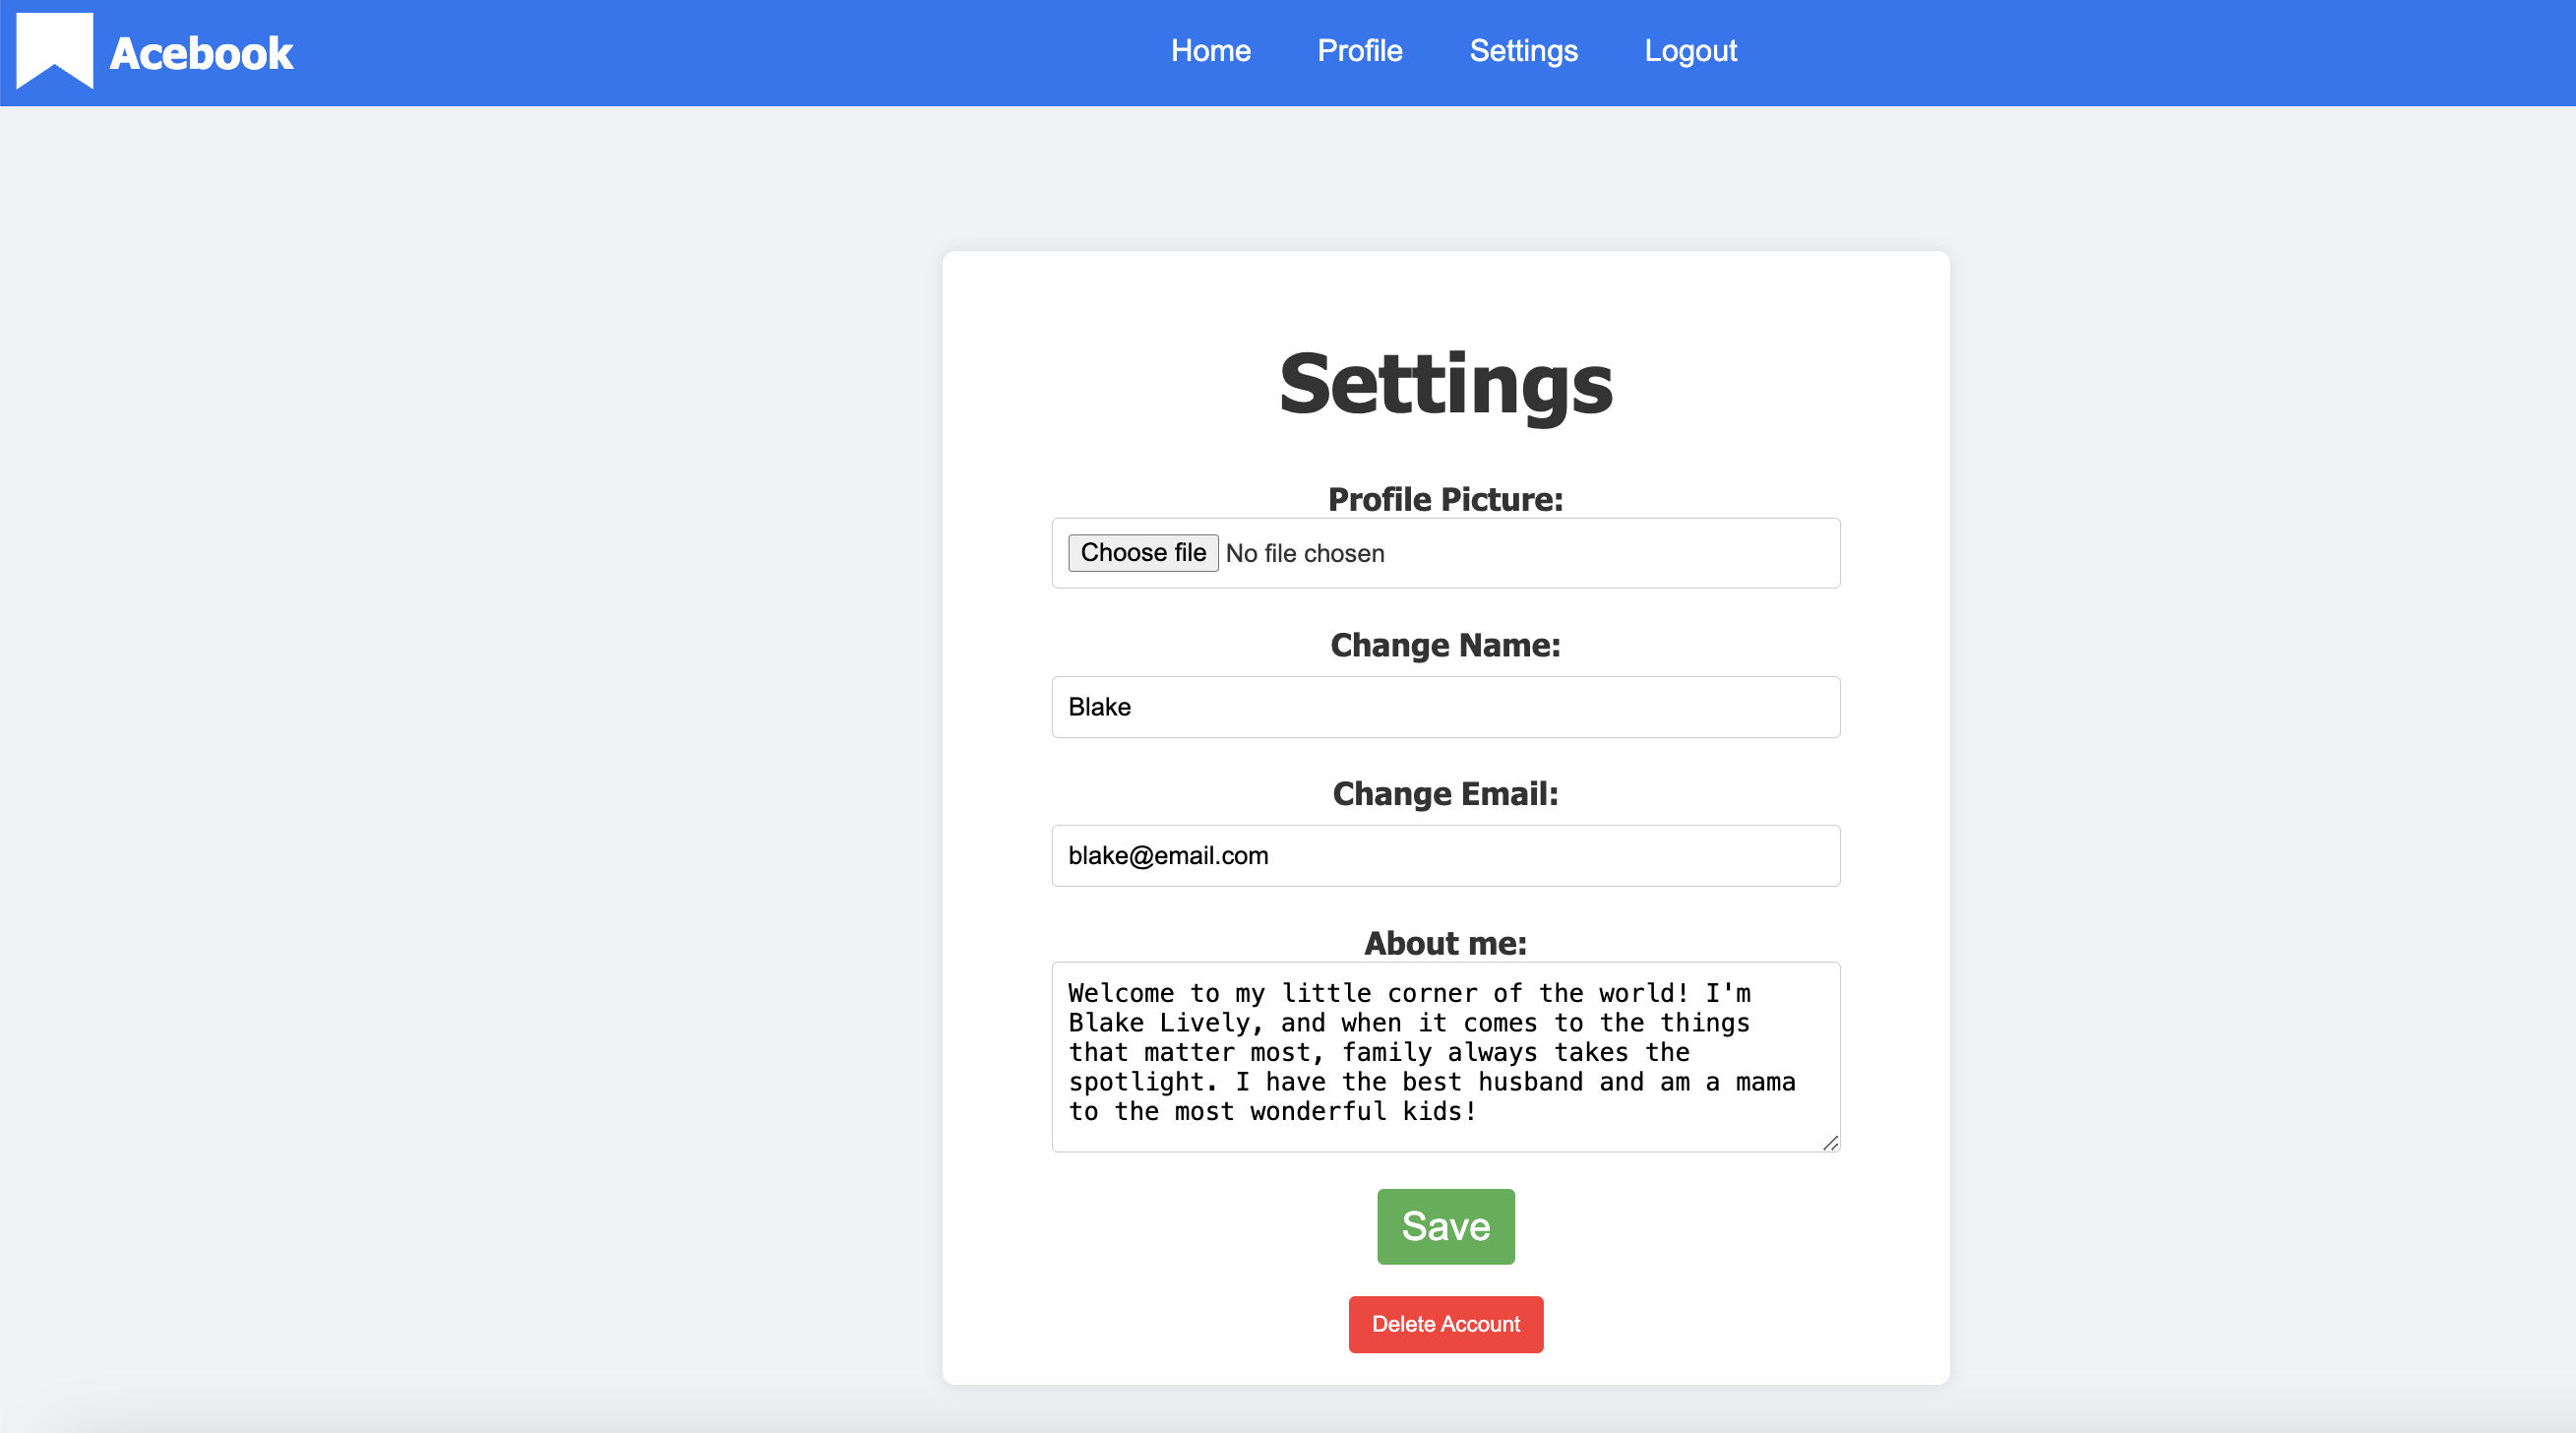 Acebook
Home Profile Settings Logout
Settings
Profile Picture:
Choose file No file chosen
Change Name:
Blake
Change Email:
blake@email.com
About me:
Welcome to my little corner of the world! I'm
Blake Lively, and when it comes to the things
that matter most, family always takes the
spotlight. I have the best husband and am a mama
to the most wonderful kids!
Save
Delete Account